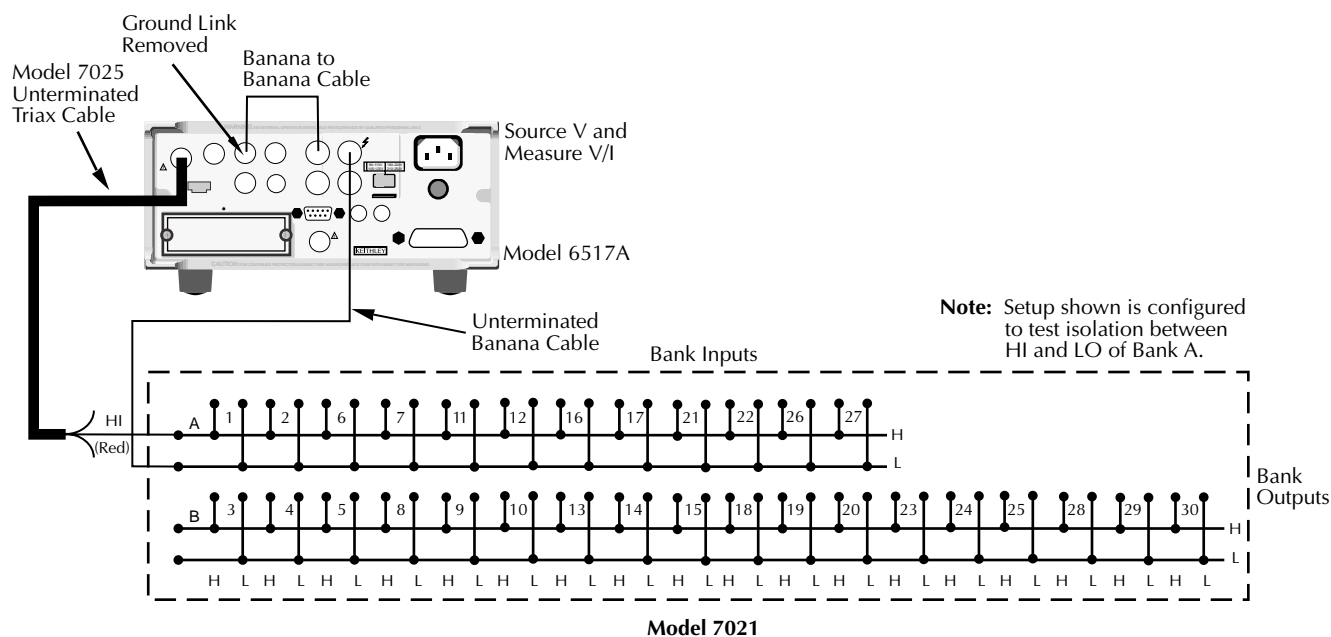 Ground Link
Removed
Banana to
Banana Cable
Model 7025
Unterminated
Triax Cable
Source V and
Measure V/I
KEITHLEY
Model 6517A
Unterminated
Banana Cable
Note: Setup shown is configured
to test isolation between
HI and LO of Bank A.
Bank Inputs
HI
(Red)
A 1 2 6 7 11 12 16 17 21 22 26 27
H
L
Bank
Outputs
B 3 4 5 8 9 10 13 14 15 18 19 20 23 24 25 28 29 30
H
L
H L H L H L H L H L H L H L H L H L H L H L H L H L H L H L H L H L H L
Model 7021